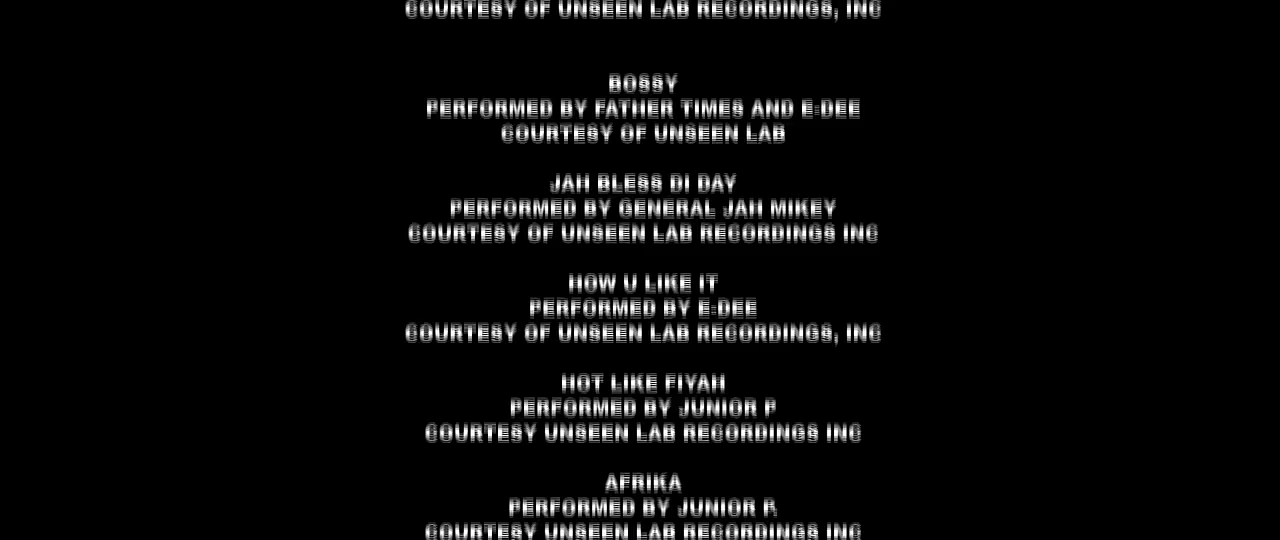 COURTESY OF UNSEEN LAB RECORDINGS, INC
BOSSY
PERFORMED BY FATHER TIMES AND E-DEE
COURTESY OF UNSEEN LAB
JAH BLESS DI DAY
PERFORMED BY GENERAL JAH MIKEY
COURTESY OF UNSEEN LAB RECORDINGS INC
HOW U LIKE IT
PERFORMED BY E-DEE
COURTESY OF UNSEEN LAB RECORDINGS, INC
HOT LIKE FIYAH
PERFORMED BY JUNIOR P
COURTESY UNSEEN LAB RECORDINGS INC
AFRIKA
PERFORMED BY JUNIOR P.
COURTESY UNSEEN LAB RECORDINGS INC